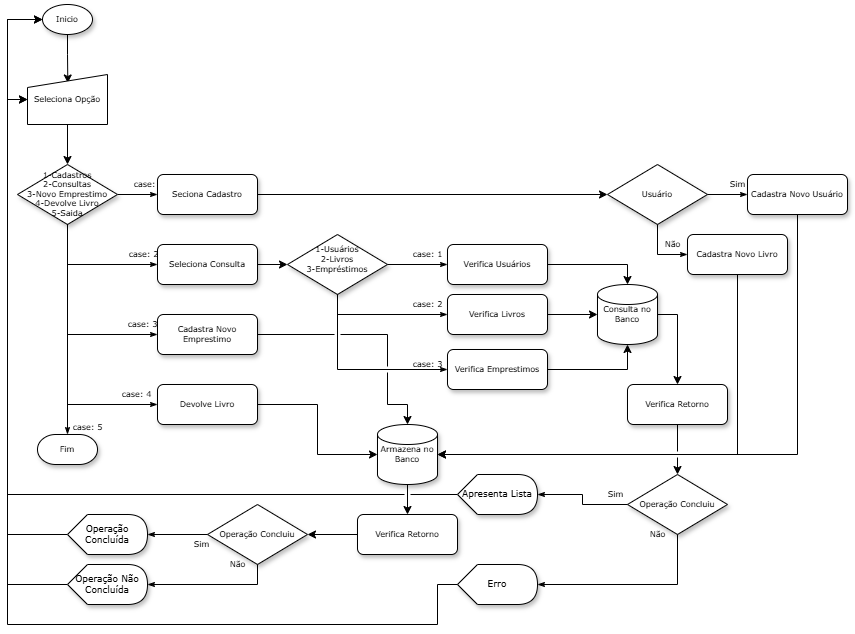 Inicio
Seleciona Opção
1-Cadastros
2-Consultas
3-Novo Emprestimo
4-Devolve Livro
5-Saida
case:
Seciona Cadastro
Usuário
Sim
Cadastra Novo Usuário
Não
Cadastra Novo Livro
case: 2
Seleciona Consulta
1-Usuários
2-Livros
3-Empréstimos
case: 1
Verifica Usuários
case: 2
Verifica Livros
Consulta no
Banco
case: 3
Cadastra Novo
Emprestimo
case: 3
Verifica Emprestimos
case: 4
Devolve Livro
Verifica Retorno
case: 5
Fim
Armazena no
Banco
Apresenta Lista
Sim
Operação Concluiu
Não
Operação
Concluída
Sim
Operação Concluiu
Não
Verifica Retorno
Operação Não
Concluída
Erro